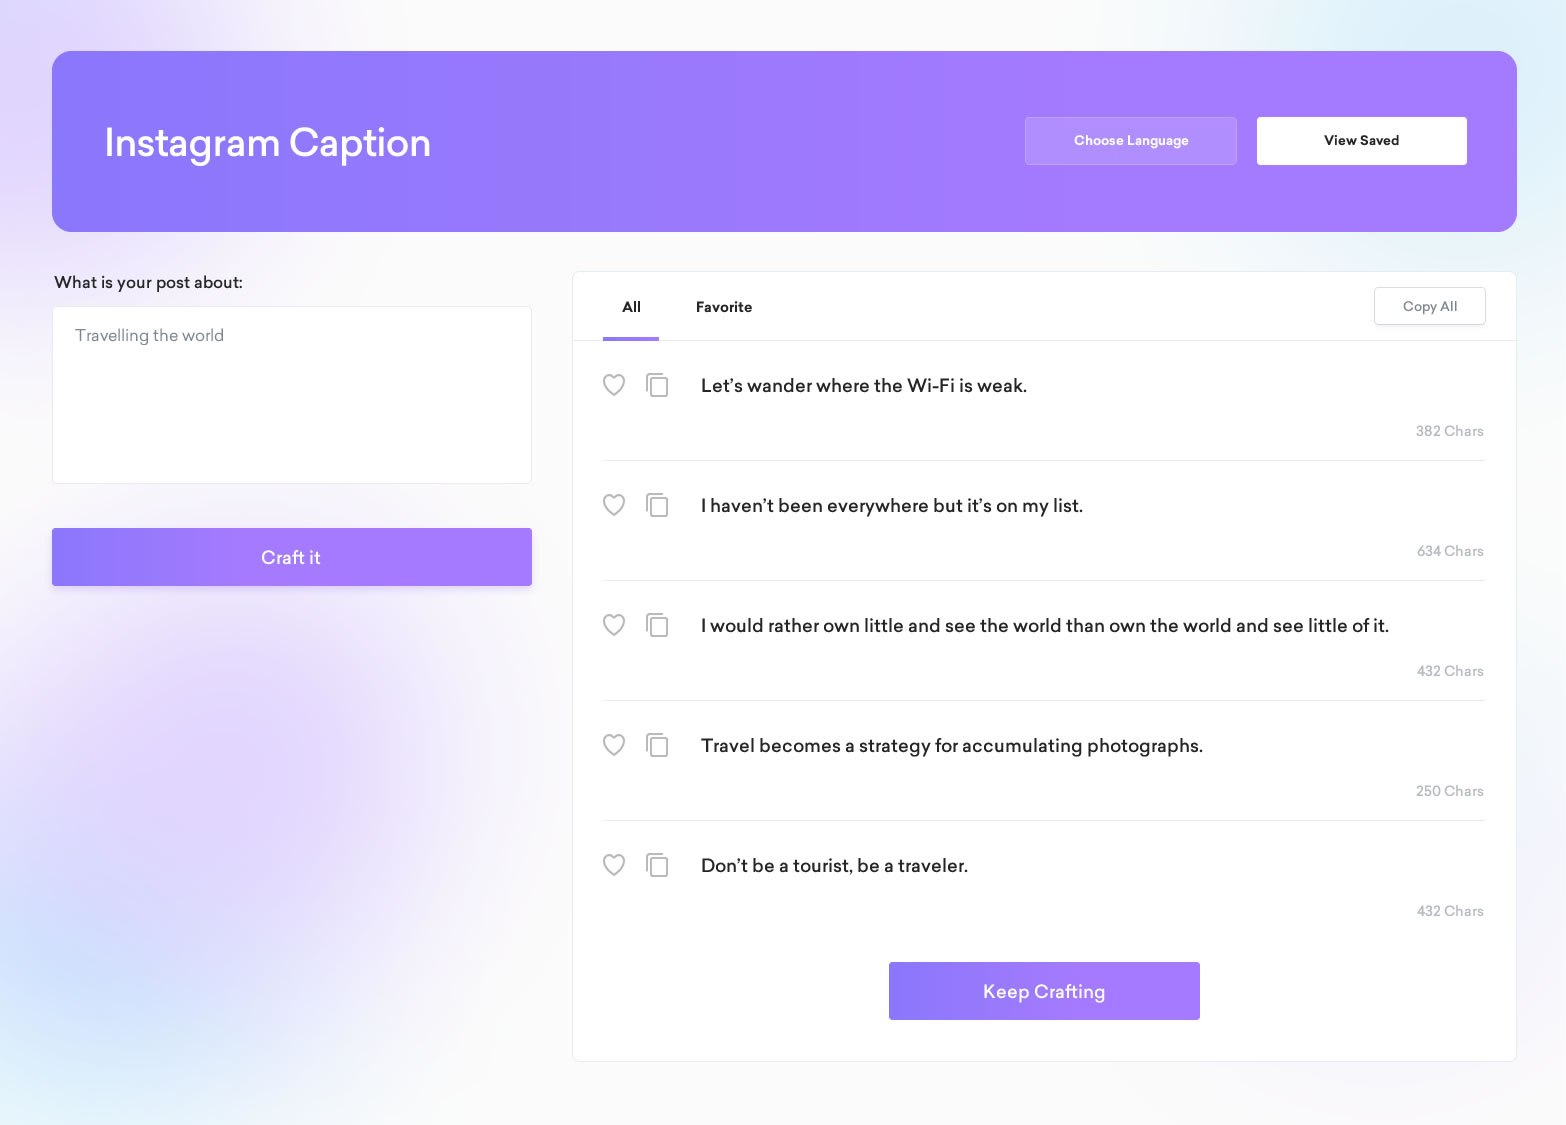 Instagram Caption
Choose Language
View Saved
What is your post about:
Travelling the world
Craft it
All
Favorite
Copy All
Let’s wander where the Wi-Fi is weak.
382 Chars
I haven’t been everywhere but it’s on my list.
634 Chars
I would rather own little and see the world than own the world and see little of it.
432 Chars
Travel becomes a strategy for accumulating photographs.
250 Chars
Don’t be a tourist, be a traveler.
432 Chars
Keep Crafting